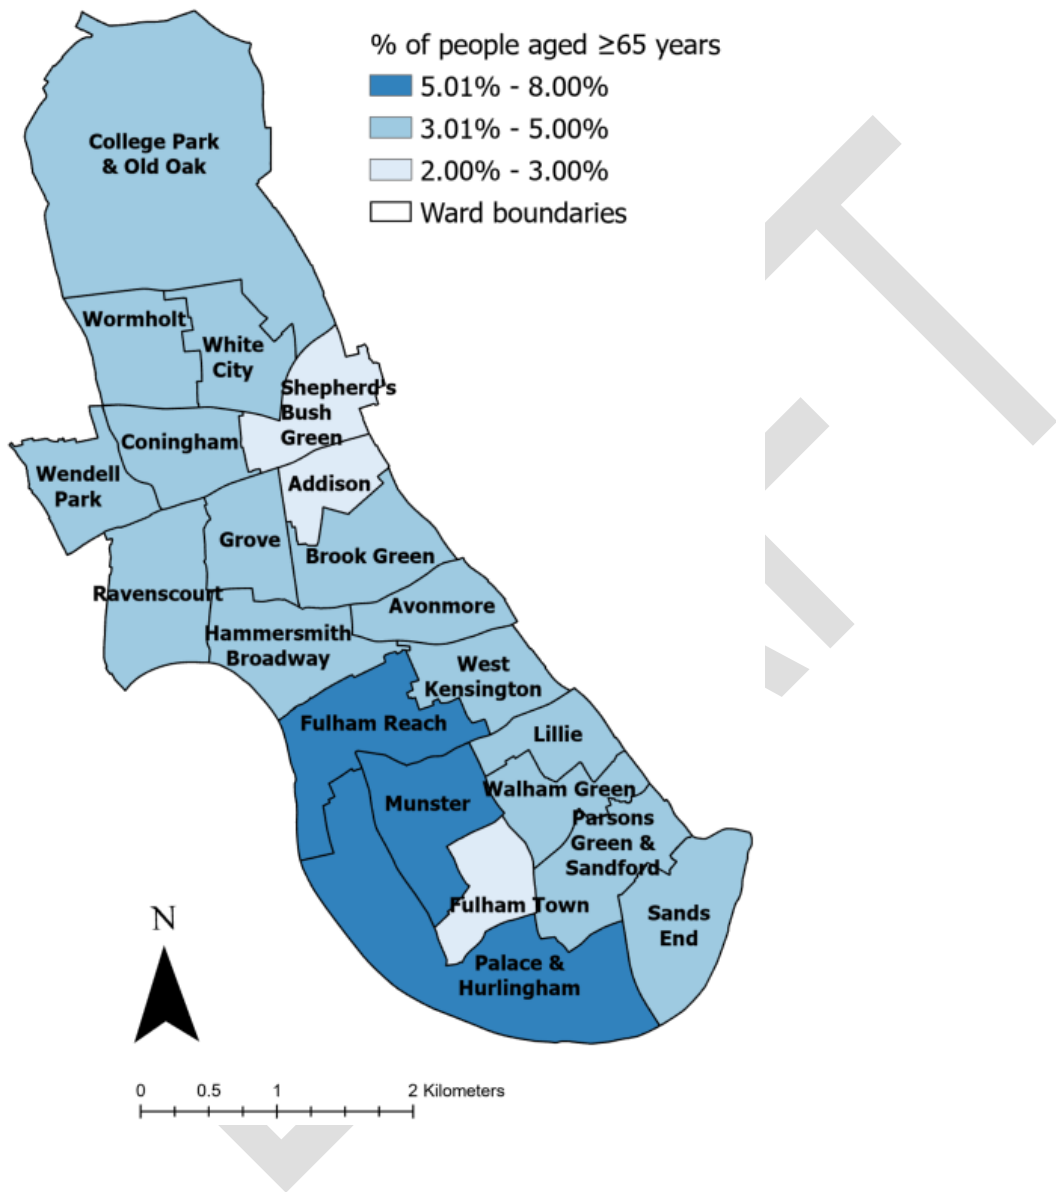 % of people aged ≥65 years
5.01% - 8.00%
3.01% - 5.00%
2.00% - 3.00%
Ward boundaries
College Park
& Old Oak
Wormholt
White
City
Shepherd's
Bush
Green
Coningham
Wendell
Park
Addison
Grove
Brook Green
Ravenscourt
Avonmore
Hammersmith
Broadway
West
Kensington
Fulham Reach
Lillie
Walham Green
Munster
Parsons
Green &
Sandford
Fulham Town
Sands
End
Palace &
Hurlingham
N
0 0.5 1 2 Kilometers